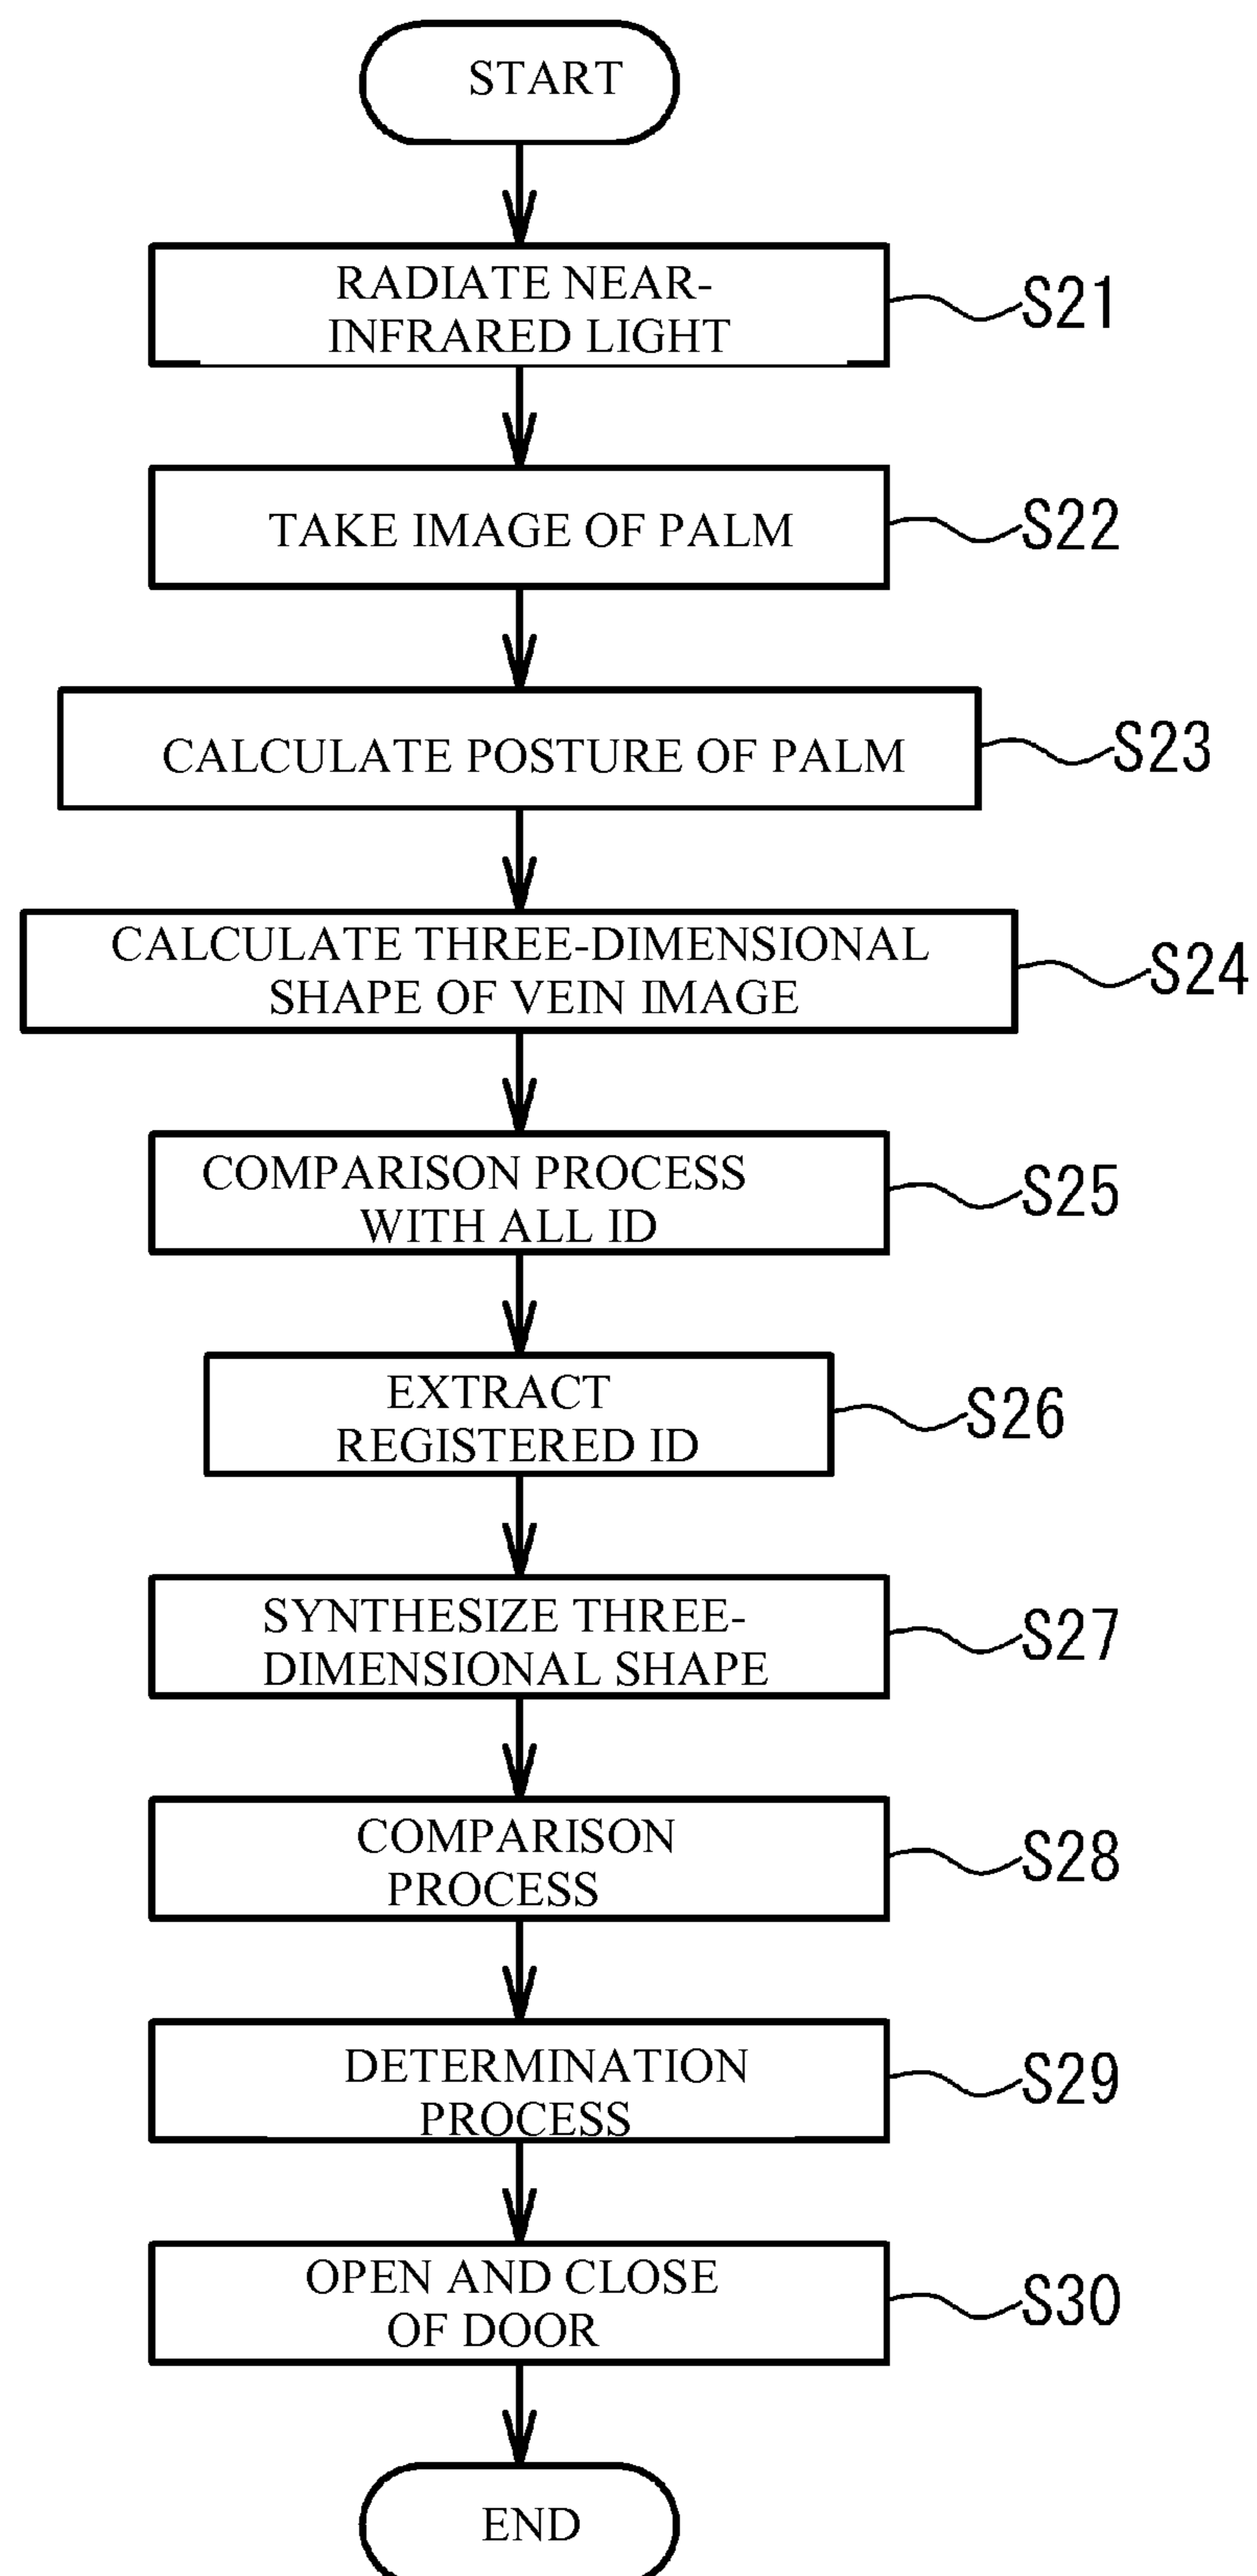 START
RADIATE NEAR-
INFRARED LIGHT
S21
TAKE IMAGE OF PALM
S22
CALCULATE POSTURE OF PALM
S23
CALCULATE THREE-DIMENSIONAL
SHAPE OF VEIN IMAGE
S24
COMPARISON PROCESS
WITH ALL ID
S25
EXTRACT
REGISTERED ID
S26
SYNTHESIZE THREE-
DIMENSIONAL SHAPE
S27
COMPARISON
PROCESS
S28
DETERMINATION
PROCESS
S29
OPEN AND CLOSE
OF DOOR
S30
END